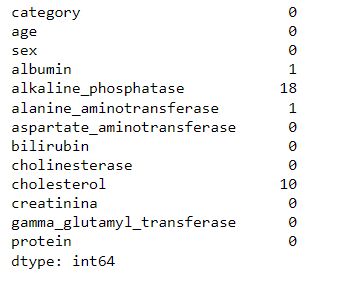 category 0
age 0
sex 0
albumin 1
alkaline_phosphatase 18
alanine_aminotransferase 1
aspartate_aminotransferase 0
bilirubin 0
cholinesterase 0
cholesterol 10
creatinina 0
gamma_glutamyl_transferase 0
protein 0
dtype: int64